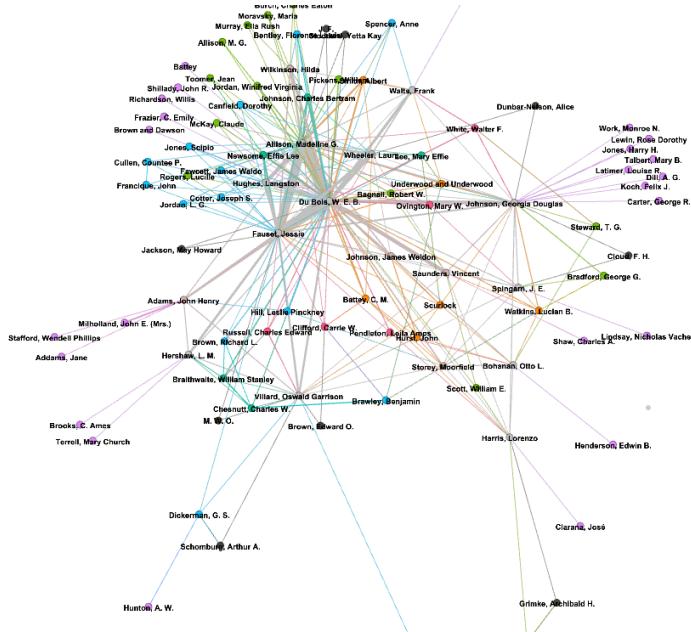 Burch, Charles Eaton
Moravsky, Maria
Murray, Ella Rush
Spencer, Anne
Bentley, Florence
Yetta Kay
Allison, M. G.
Battey
Wilkinson, Hilda
Toomer, Jean
Jordan, Winifred Virginia
Pickens,
Albert
Walts, Frank
Shillady, John R.
Richardson, Willis
Johnson, Charles Bertram
Canfield, Dorothy
Dunbar-Nelson, Alice
Frazier, C. Emily
McKay, Claude
Brown and Dawson
White, Walter F.
Work, Monroe N.
Lewin, Rose Dorothy
Jones, Scipio
Allison, Madeline G.
Jones, Harry H.
Newsome, Effie Lee
Wheeler, Laura
Lee, Mary Effie
Talbert, Mary B.
Cullen, Countee P.
Fawcett, James Waldo
Latimer, Louise R.
Rogers, Lucille
Dill, A. G.
Francique, John
Hughes, Langston
Underwood and Underwood
Koch, Felix J.
Cotter, Joseph S.
Bagnall, Robert W.
Jordan, L. G.
Du Bois, W. E. B.
Ovington, Mary W.
Johnson, Georgia Douglas
Carter, George R.
Steward, T. G.
Fauset, Jessie
Jackson, May Howard
Johnson, James Weldon
Cloud, F. H.
Saunders, Vincent
Bradford, George G.
Spingarn, J. E.
Adams, John Henry
Battey, C. M.
Scurlock
Hill, Leslie Pinckney
Watkins, Lucian B.
Milholland, John E. (Mrs.)
Russell, Charles Edward
Clifford, Carrie W.
Pendleton, Leila Amos
Stafford, Wendell Phillips
Brown, Richard L.
Hurst, John
Shaw, Charles A.
Lindsay, Nicholas Vache
Addams, Jane
Hershaw, L. M.
Storey, Moorfield
Bohanan, Otto L.
Braithwaite, William Stanley
Scott, William E.
Villard, Oswald Garrison
Brawley, Benjamin
Chesnutt, Charles W.
M. W. O.
Brooks, C. Ames
Brown, Edward O.
Terrell, Mary Church
Harris, Lorenzo
Henderson, Edwin B.
Dickerman, G. S.
Clarana, José
Schomburg, Arthur A.
Hunton, A. W.
Grimke, Archibald H.